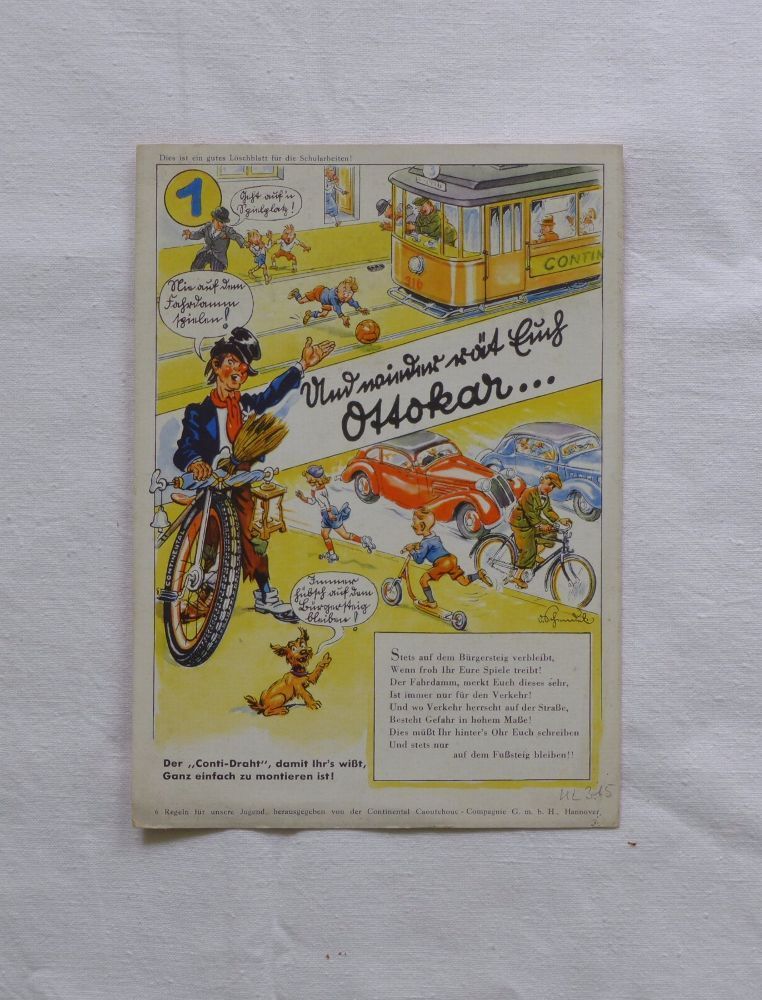 Dies ist ein gutes Löschblatt für die Schularbeiten!
1
Geht auf'n
Spielplatz!
Nie auf dem
Fahrdamm
spielen!
310
CONTIN
Und wieder rät Euch
Ottokar...
CONTINENTAL
Immer
hübsch auf dem
Bürgersteig
bleiben!
Stets auf dem Bürgersteig verbleibt,
Wenn froh Ihr Eure Spiele treibt!
Der Fahrdamm, merkt Euch dieses sehr,
Ist immer nur für den Verkehr!
Und wo Verkehr herrscht auf der Straße,
Besteht Gefahr in hohem Maße!
Dies müßt Ihr hinter's Ohr Euch schreiben
Und stets nur
auf dem Fußsteig bleiben!!
Der „Conti-Draht", damit Ihr's wißt,
Ganz einfach zu montieren ist!
6 Regeln für unsere Jugend, herausgegeben von der Continental Caoutchouc-Compagnie G. m. b. H., Hannover